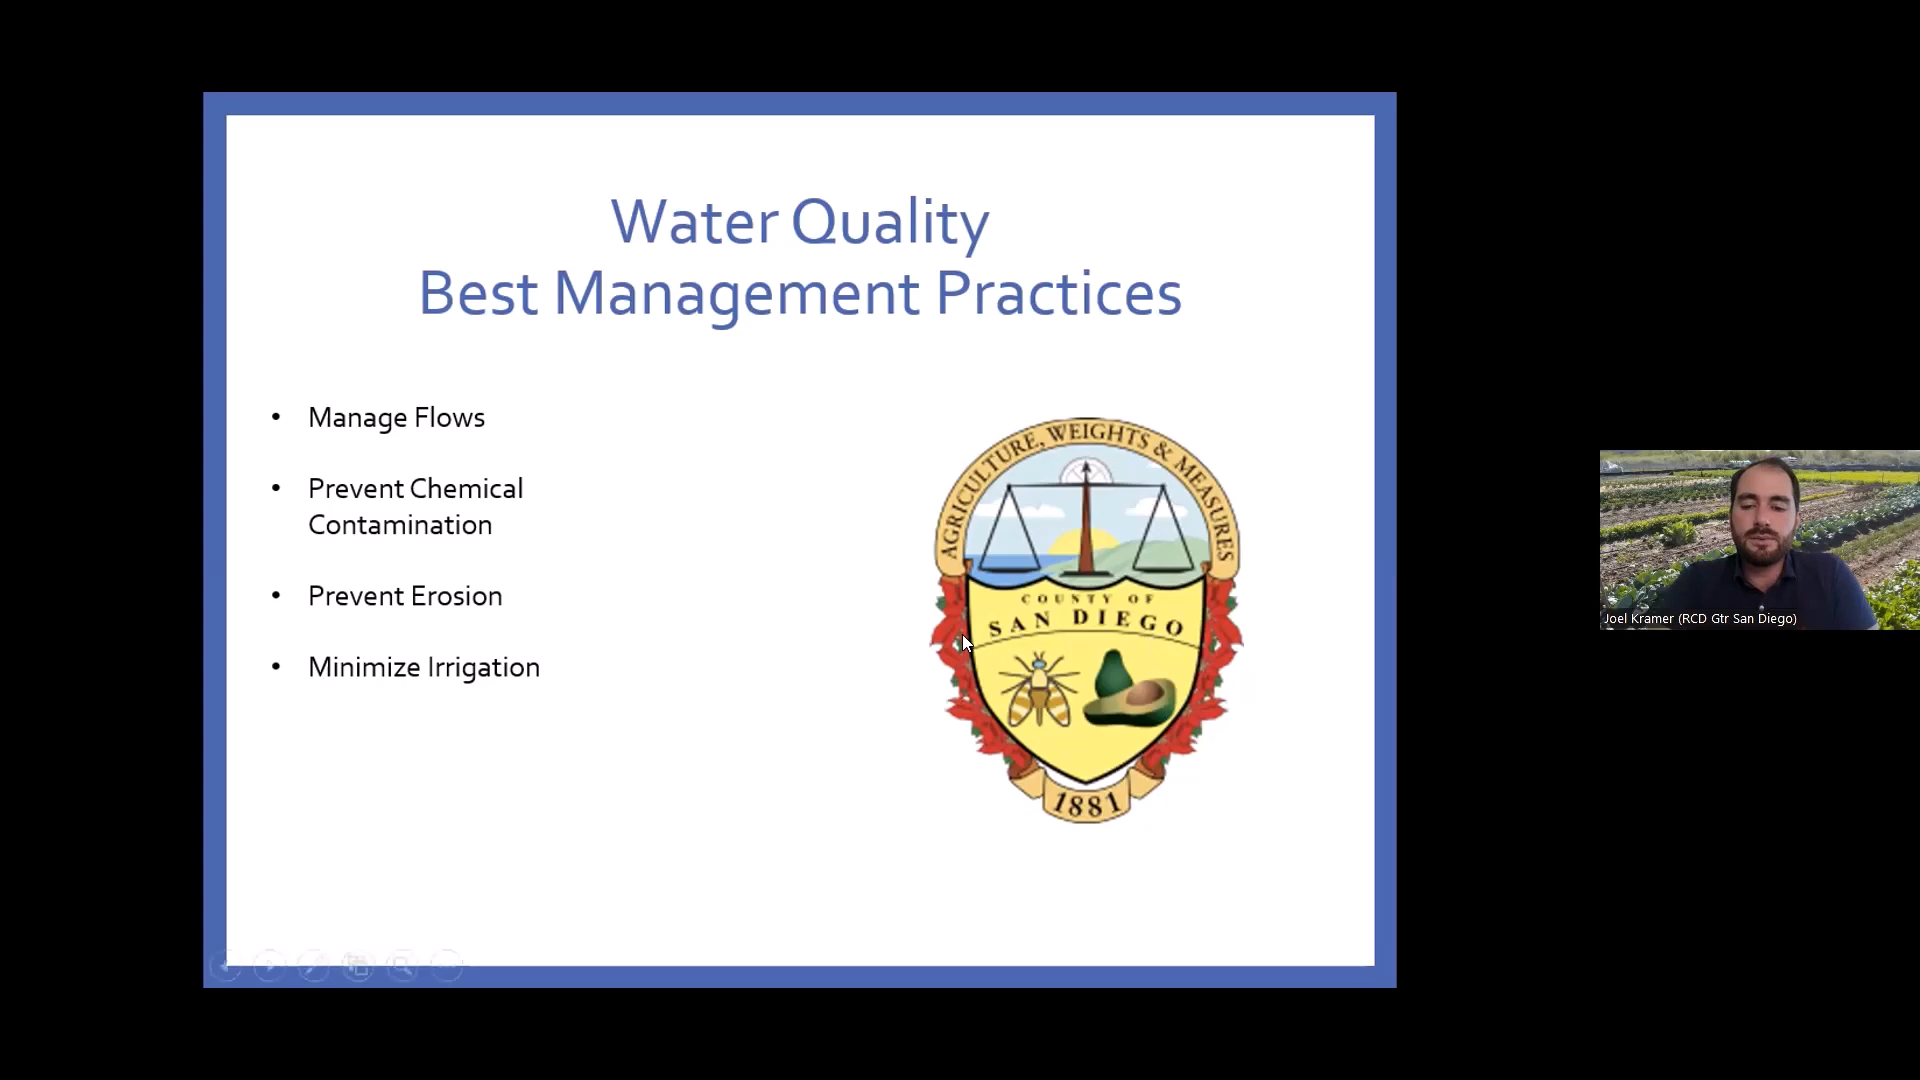 Water Quality
Best Management Practices
• Manage Flows
• Prevent Chemical
Contamination
• Prevent Erosion
• Minimize Irrigation
AGRICULTURE, WEIGHTS & MEASURES
COUNTY OF
SAN DIEGO
1881
Joel Kramer (RCD Gtr San Diego)